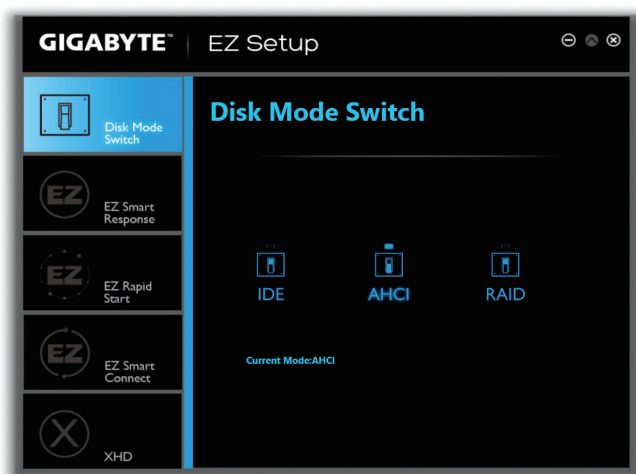 GIGABYTE™ EZ Setup
Disk Mode
Switch
EZ
EZ Smart
Response
EZ
EZ Rapid
Start
EZ
EZ Smart
Connect
X
XHD
Disk Mode Switch
IDE AHCI RAID
Current Mode:AHCI